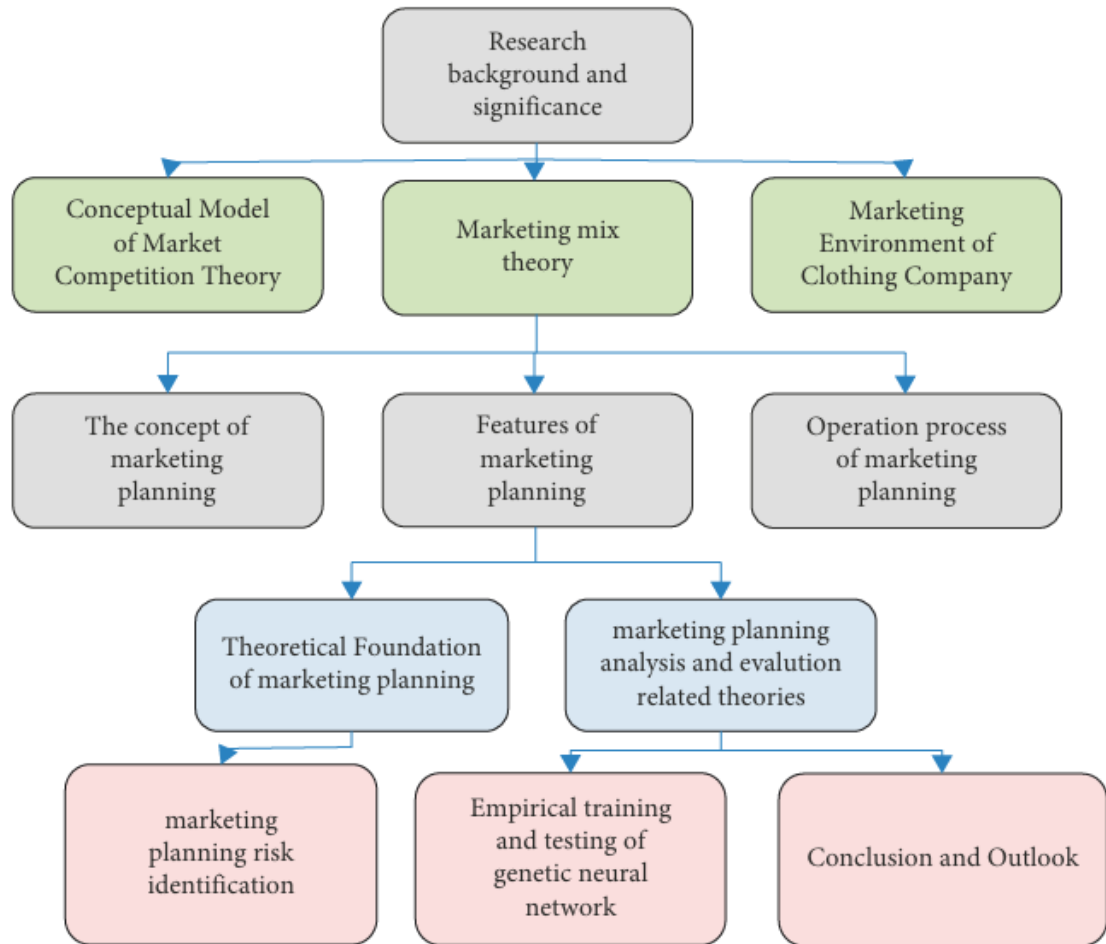 Research
background and
significance
Conceptual Model
of Market
Competition Theory
Marketing mix
theory
Marketing
Environment of
Clothing Company
The concept of
marketing
planning
Features of
marketing
planning
Operation process
of marketing
planning
Theoretical Foundation
of marketing planning
marketing planning
analysis and evalution
related theories
marketing
planning risk
identification
Empirical training
and testing of
genetic neural
network
Conclusion and Outlook